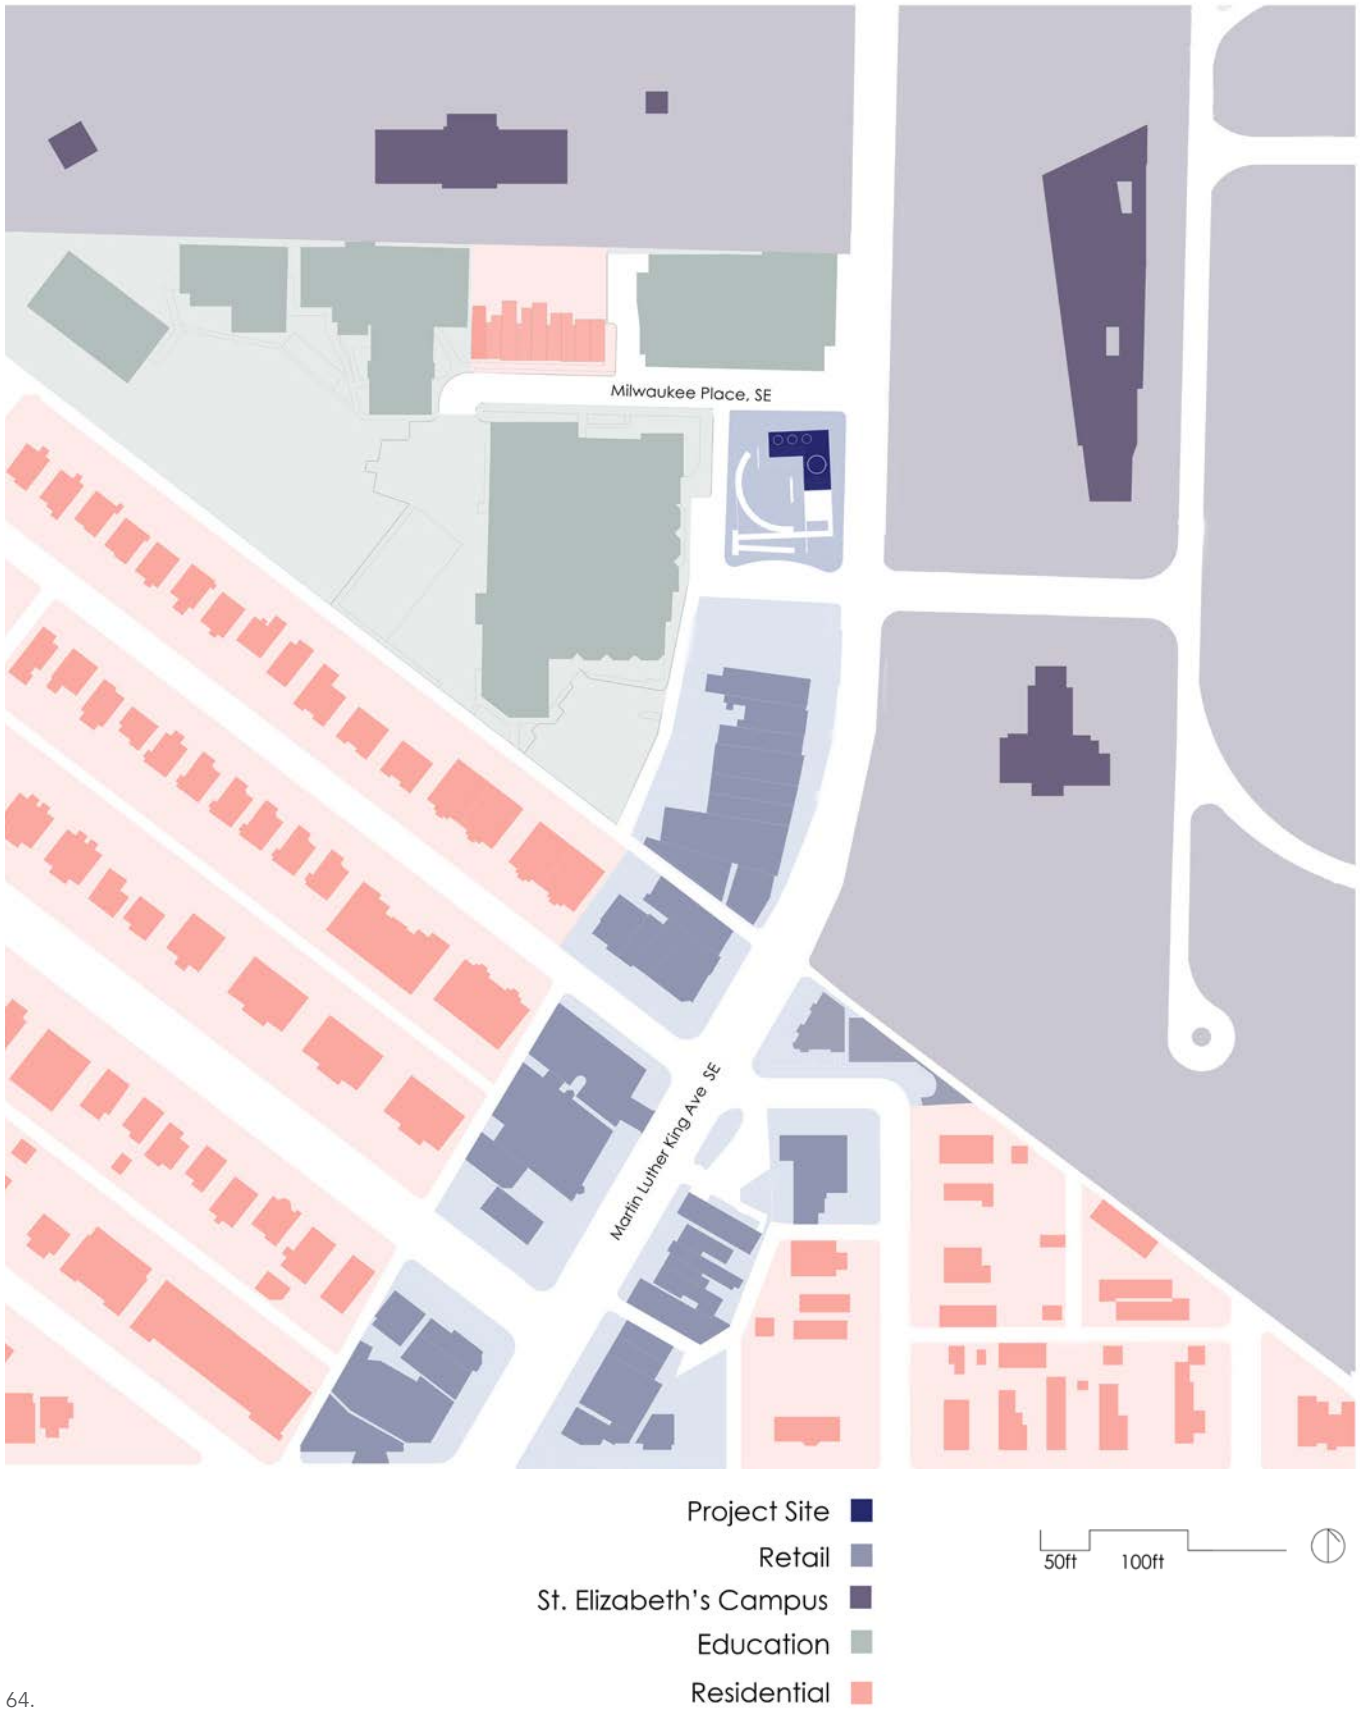 Milwaukee Place, SE
Martin Luther King Ave SE
Project Site
Retail
St. Elizabeth's Campus
Education
Residential
50ft 100ft
64.